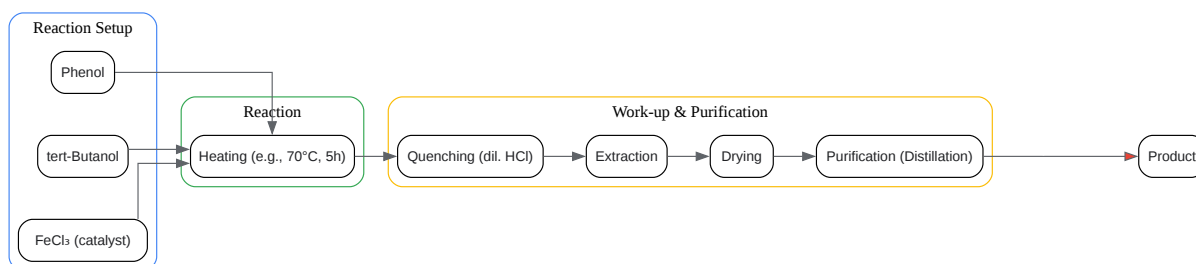 Reaction Setup
Phenol
tert-Butanol
FeCl₃ (catalyst)
Reaction
Heating (e.g., 70°C, 5h)
Work-up & Purification
Quenching (dil. HCl)
Extraction
Drying
Purification (Distillation)
Product